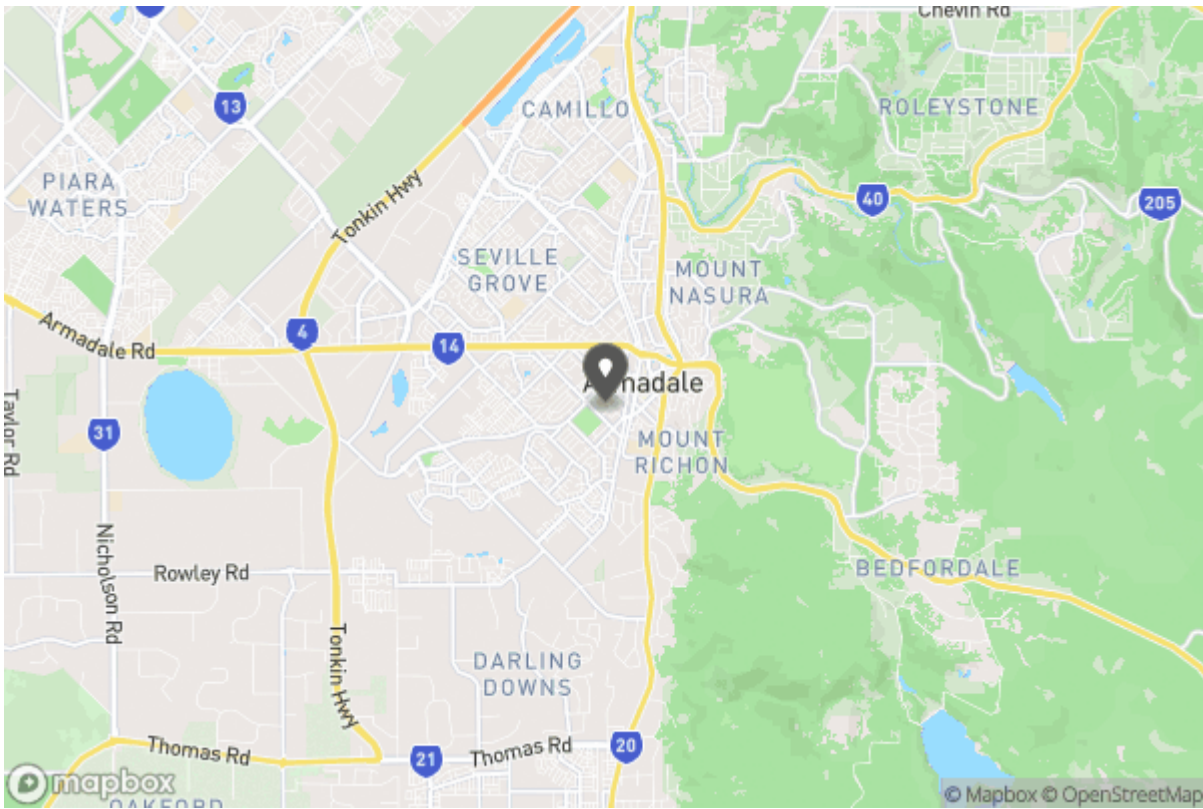 Chevin Rd
13
CAMILLO
ROLEYSTONE
PIARA
WATERS
Tonkin Hwy
40
205
SEVILLE
GROVE
MOUNT
NASURA
Armadale Rd
4
14
Taylor Rd
31
MOUNT
RICHON
Nicholson Rd
Rowley Rd
BEDFORDALE
Tonkin Hwy
DARLING
DOWNS
Thomas Rd
21
Thomas Rd
20
mapbox
OAKFORD
© Mapbox © OpenStreetMap